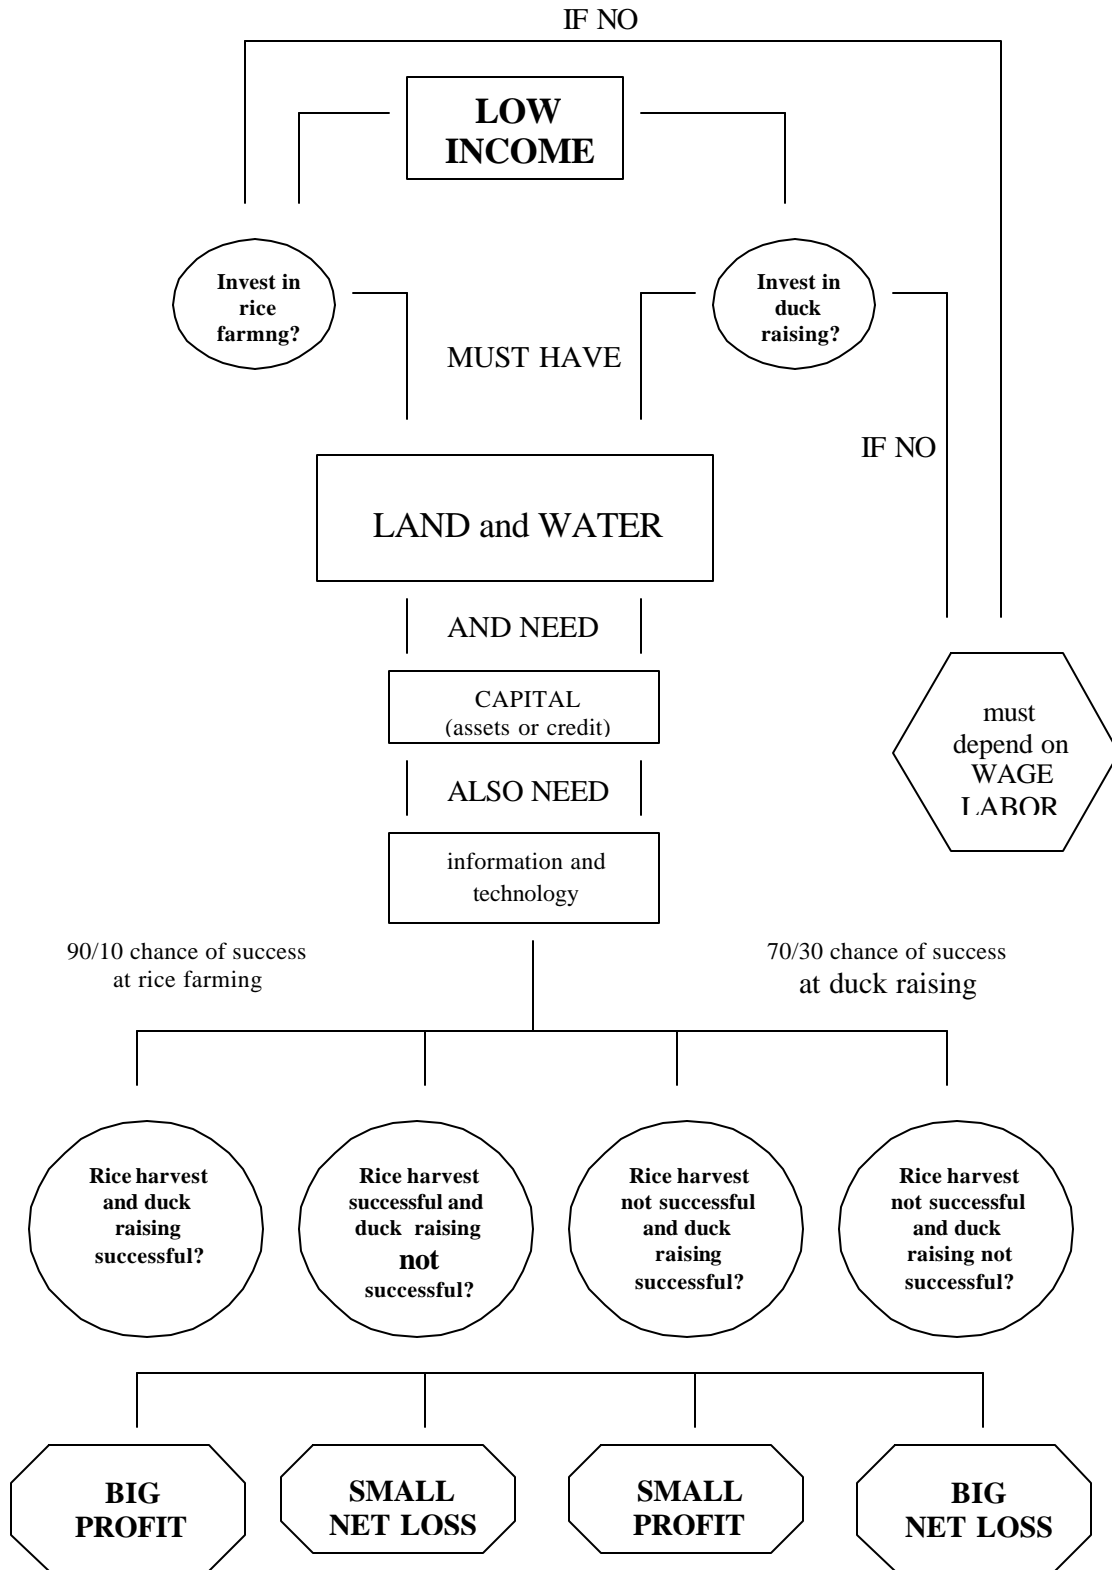 IF NO
LOW
INCOME
Invest in
rice
farmng?
Invest in
duck
raising?
MUST HAVE
IF NO
LAND and WATER
AND NEED
CAPITAL
(assets or credit)
must
depend on
WAGE
LABOR
ALSO NEED
information and
technology
90/10 chance of success
at rice farming
70/30 chance of success
at duck raising
Rice harvest
and duck
raising
successful?
Rice harvest
successful and
duck raising
not
successful?
Rice harvest
not successful
and duck
raising
successful?
Rice harvest
not successful
and duck
raising not
successful?
BIG
PROFIT
SMALL
NET LOSS
SMALL
PROFIT
BIG
NET LOSS